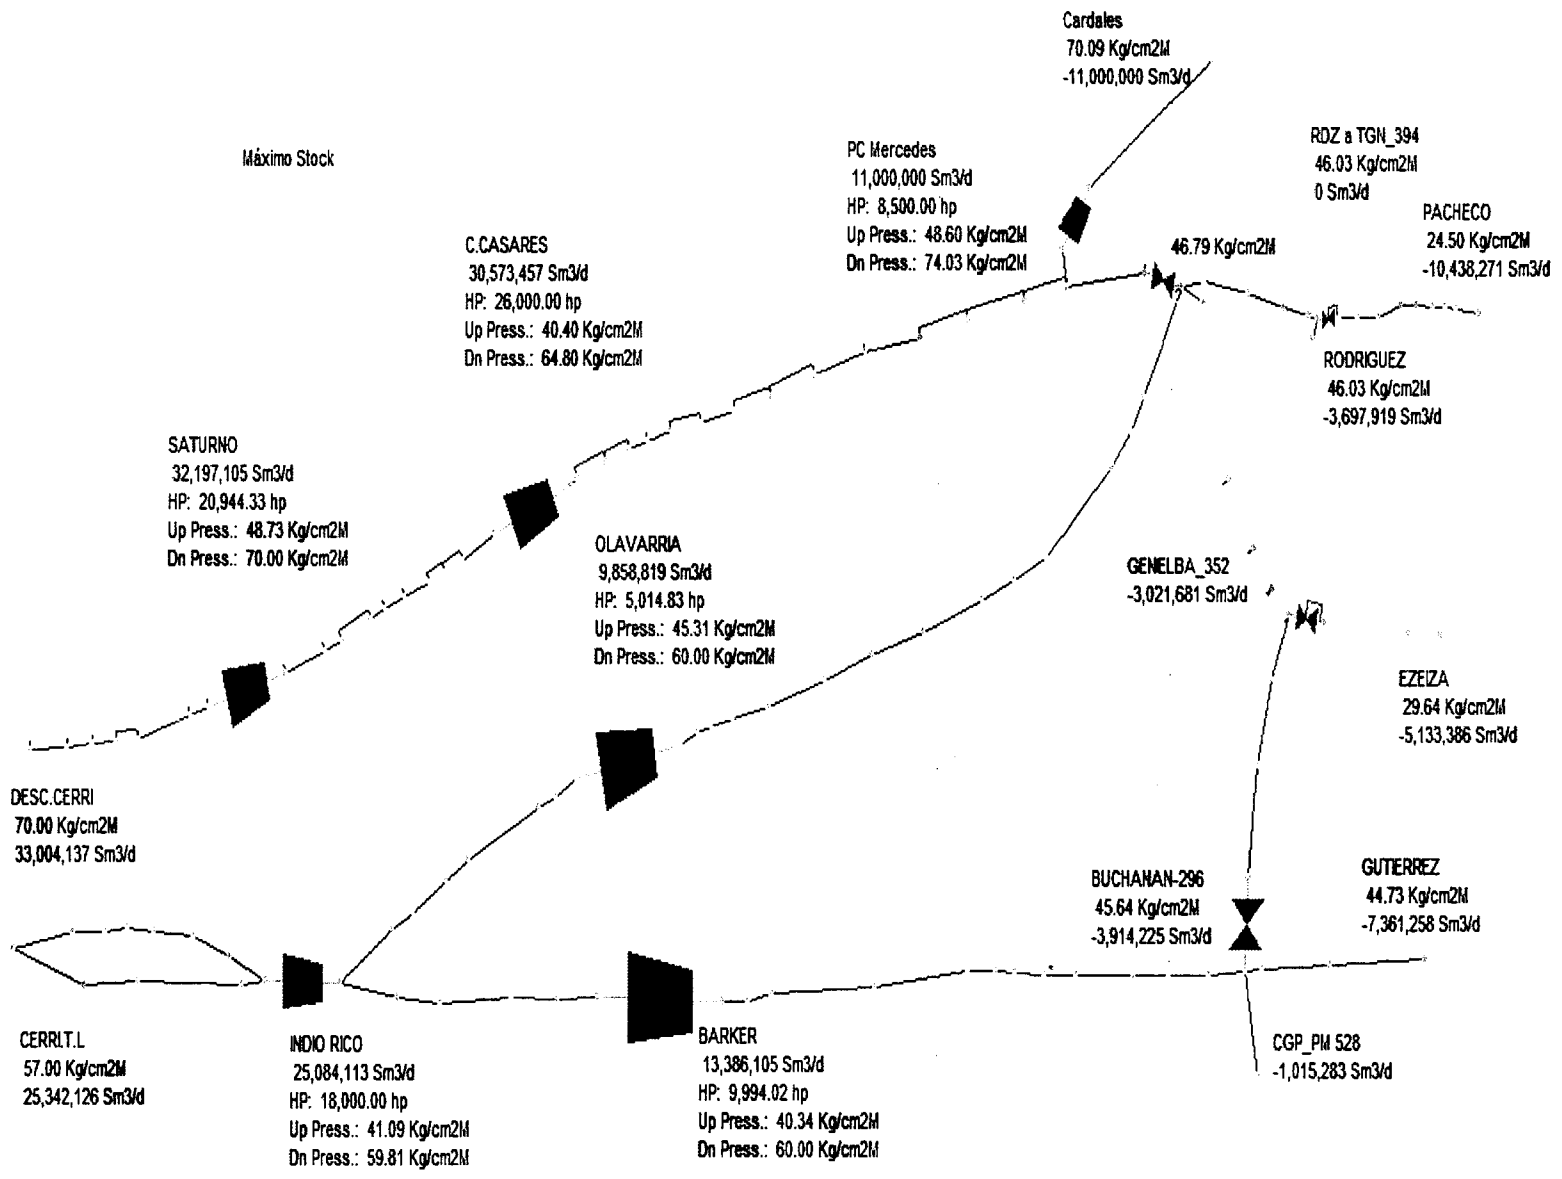 Cardales
70.09 Kg/cm2M
-11,000,000 Sm3/d
Máximo Stock
PC Mercedes
11,000,000 Sm3/d
HP: 8,500.00 hp
Up Press.: 48.60 Kg/cm2M
Dn Press.: 74.03 Kg/cm2M
RDZ a TGN_394
46.03 Kg/cm2M
0 Sm3/d
PACHECO
24.50 Kg/cm2M
-10,438,271 Sm3/d
46.79 Kg/cm2M
C.CASARES
30,573,457 Sm3/d
HP: 26,000.00 hp
Up Press.: 40.40 Kg/cm2M
Dn Press.: 64.80 Kg/cm2M
RODRIGUEZ
46.03 Kg/cm2M
-3,697,919 Sm3/d
SATURNO
32,197,105 Sm3/d
HP: 20,944.33 hp
Up Press.: 48.73 Kg/cm2M
Dn Press.: 70.00 Kg/cm2M
OLAVARRIA
9,858,819 Sm3/d
HP: 5,014.83 hp
Up Press.: 45.31 Kg/cm2M
Dn Press.: 60.00 Kg/cm2M
GENELBA_352
-3,021,681 Sm3/d
EZEIZA
29.64 Kg/cm2M
-5,133,386 Sm3/d
DESC.CERRI
70.00 Kg/cm2M
33,004,137 Sm3/d
BUCHANAN-296
45.64 Kg/cm2M
-3,914,225 Sm3/d
GUTIERREZ
44.73 Kg/cm2M
-7,361,258 Sm3/d
CERRI.T.L
57.00 Kg/cm2M
25,342,126 Sm3/d
INDIO RICO
25,084,113 Sm3/d
HP: 18,000.00 hp
Up Press.: 41.09 Kg/cm2M
Dn Press.: 59.81 Kg/cm2M
BARKER
13,386,105 Sm3/d
HP: 9,994.02 hp
Up Press.: 40.34 Kg/cm2M
Dn Press.: 60.00 Kg/cm2M
CGP_PM 528
-1,015,283 Sm3/d